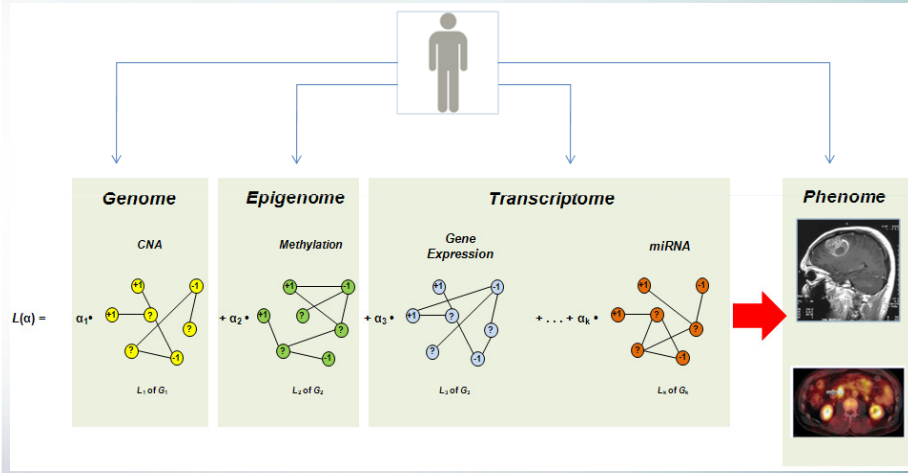 Genome
Epigenome
Transcriptome
Phenome
CNA
Methylation
Gene
Expression
miRNA
+1
-1
+1
?
?
?
-1
+1
-1
+1
?
?
?
-1
+1
-1
+1
?
?
?
-1
+1
-1
+1
?
?
?
-1
L(α) =
α₁•
+ α₂•
+ α₃•
+ . . . + αₖ •
L₁ of G₁
L₂ of G₂
L₃ of G₃
Lₖ of Gₖ